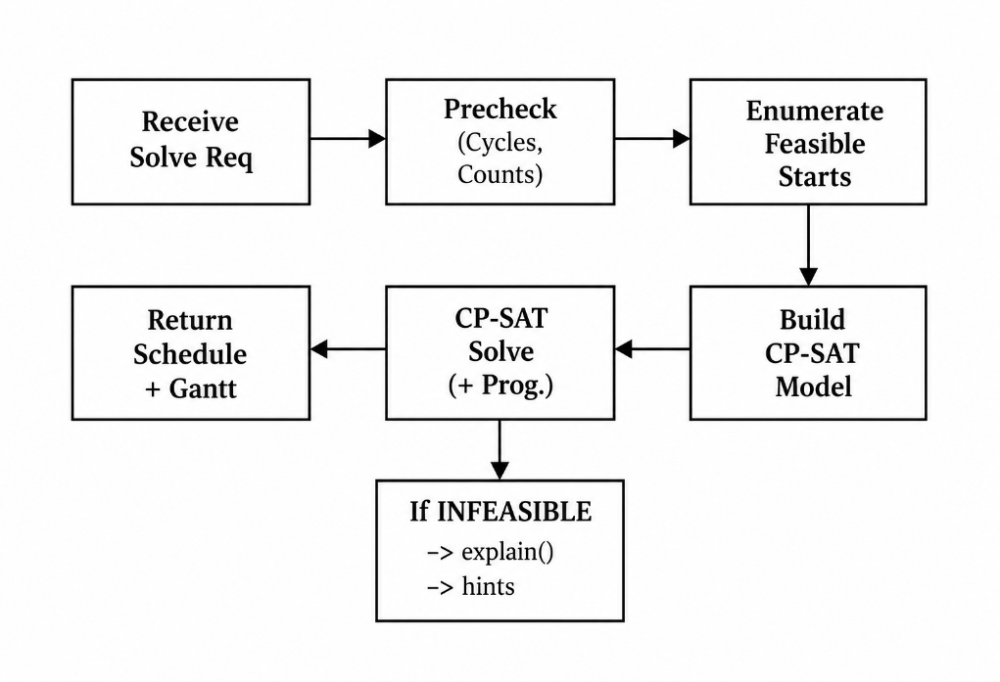 Receive
Solve Req
Precheck
(Cycles,
Counts)
Enumerate
Feasible
Starts
Build
CP-SAT
Model
CP-SAT
Solve
(+ Prog.)
Return
Schedule
+ Gantt
If INFEASIBLE
–> explain()
–> hints